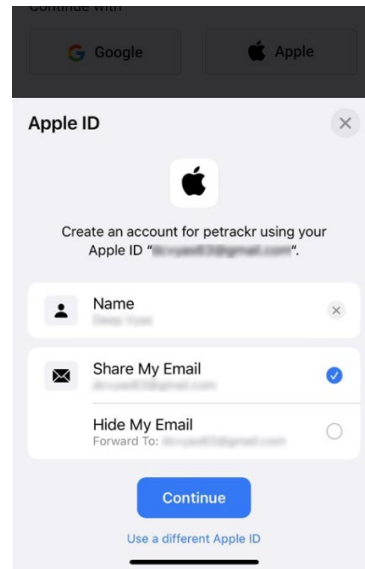 Continue with
Google
Apple
Apple ID
Create an account for petrackr using your
Apple ID "
".
Name
Share My Email
Hide My Email
Forward To:
Continue
Use a different Apple ID